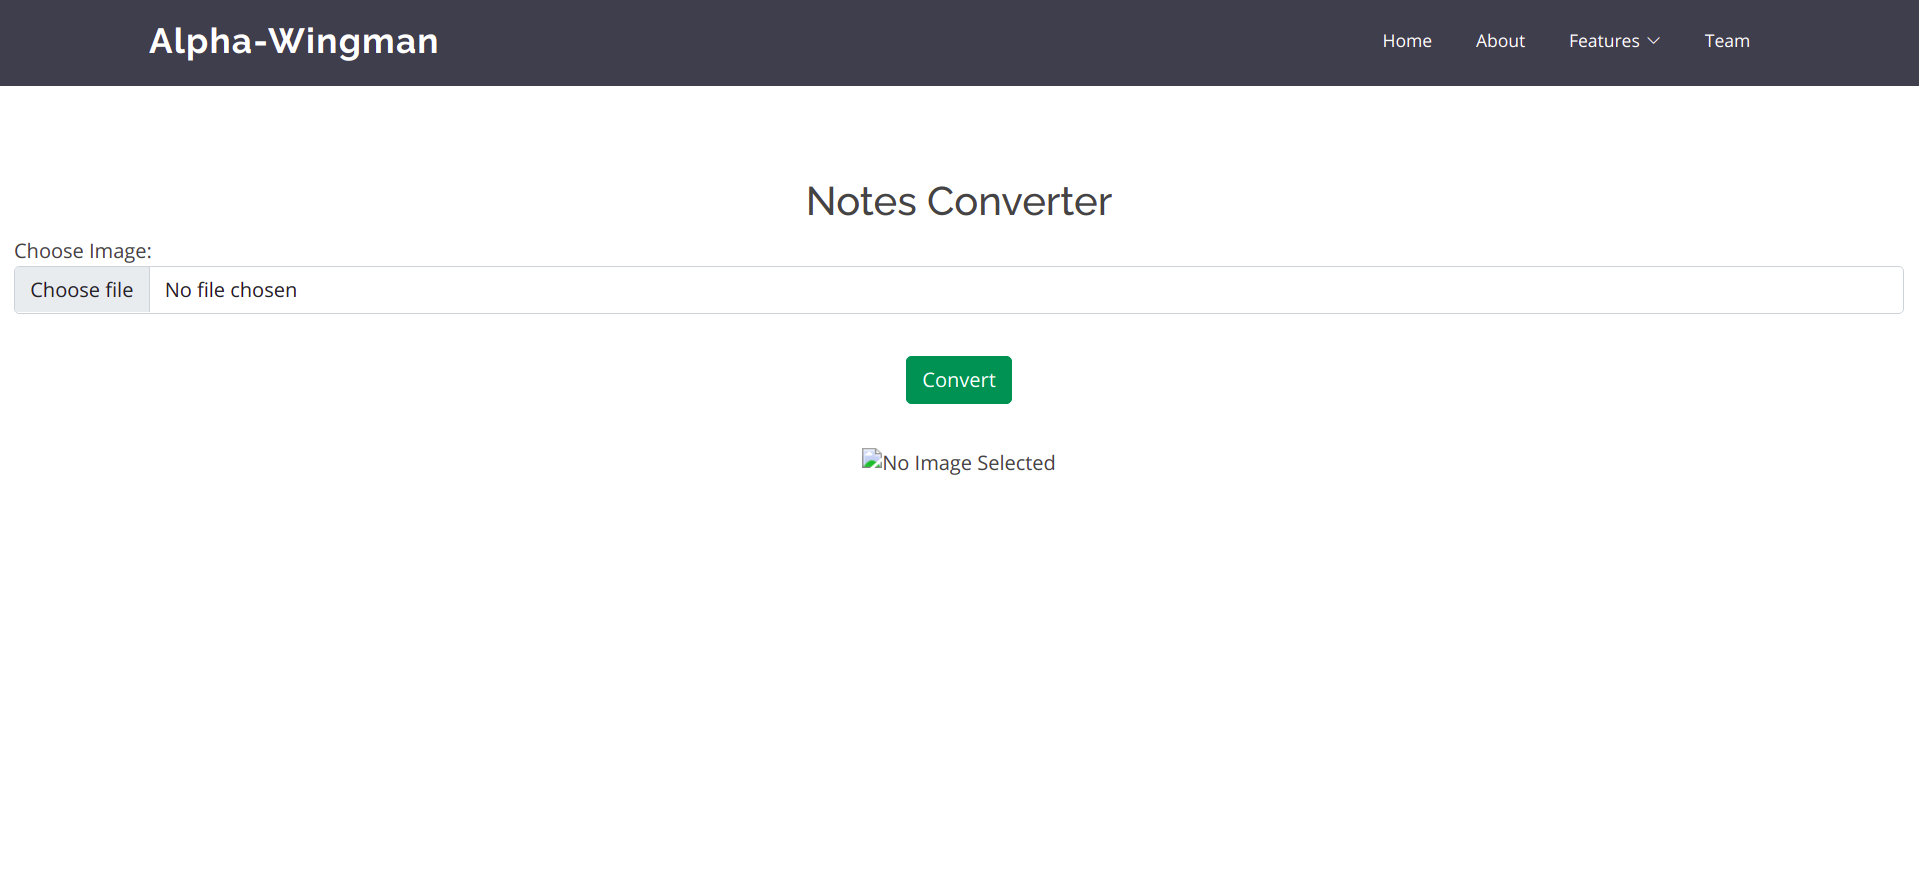 Alpha-Wingman
Home About Features Team
Notes Converter
Choose Image:
Choose file No file chosen
Convert
No Image Selected